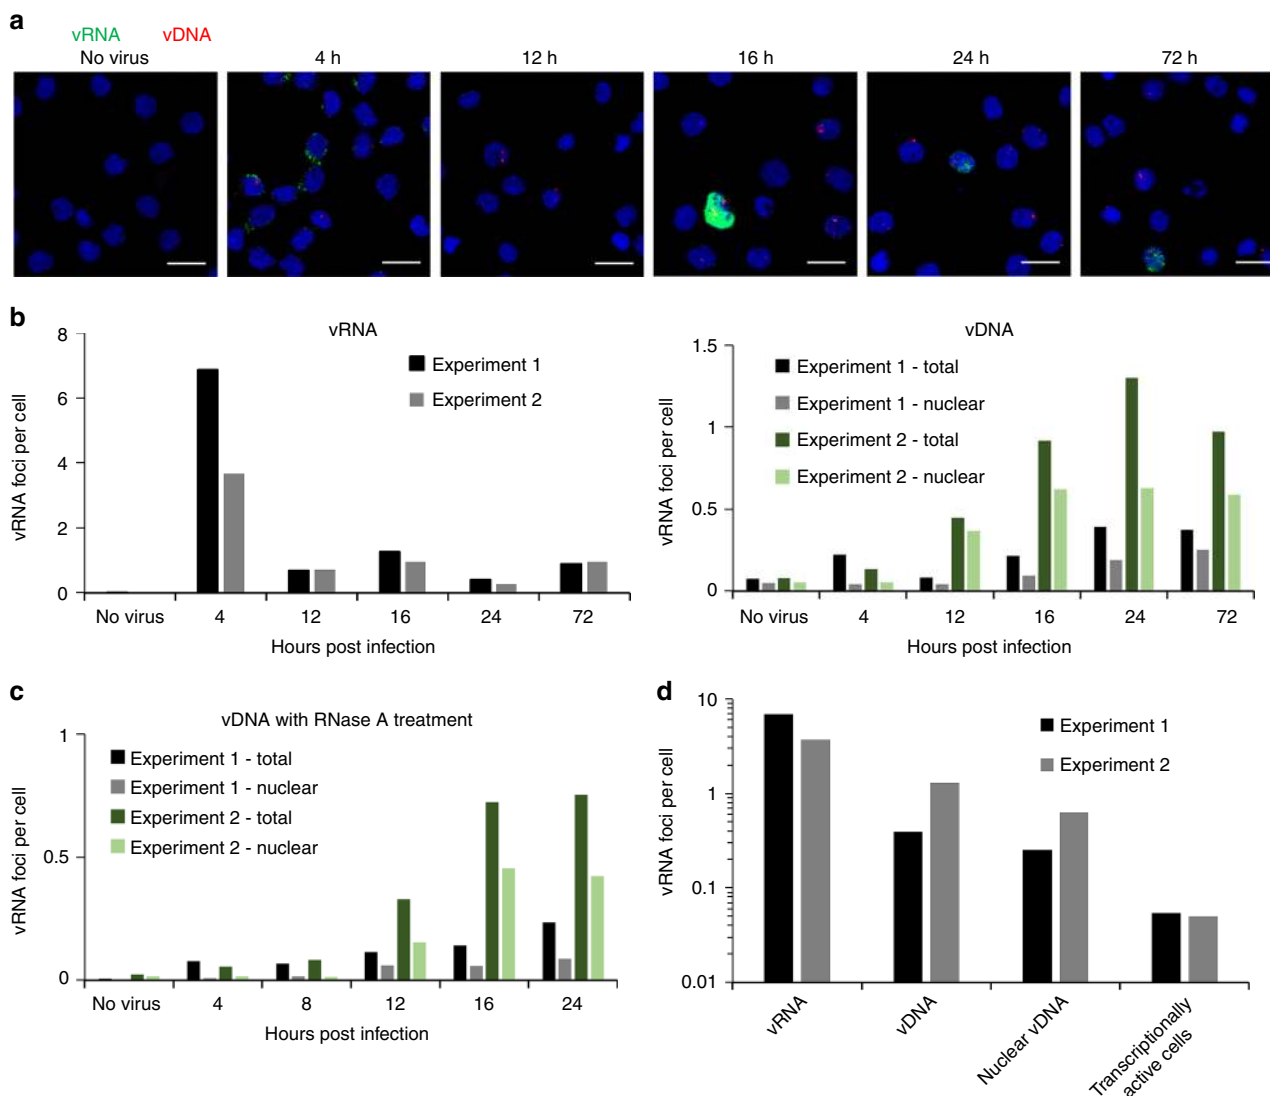 a
vRNA vDNA
No virus 4 h 12 h 16 h 24 h 72 h
b
vRNA
8
6
4
2
0
vRNA foci per cell
Experiment 1
Experiment 2
No virus 4 12 16 24 72
Hours post infection
vDNA
1.5
1
0.5
0
vRNA foci per cell
Experiment 1 - total
Experiment 1 - nuclear
Experiment 2 - total
Experiment 2 - nuclear
No virus 4 12 16 24 72
Hours post infection
c
vDNA with RNase A treatment
1
0.5
0
vRNA foci per cell
Experiment 1 - total
Experiment 1 - nuclear
Experiment 2 - total
Experiment 2 - nuclear
No virus 4 8 12 16 24
Hours post infection
d
10
1
0.1
0.01
vRNA foci per cell
Experiment 1
Experiment 2
vRNA
vDNA
Nuclear vDNA
Transcriptionally
active cells